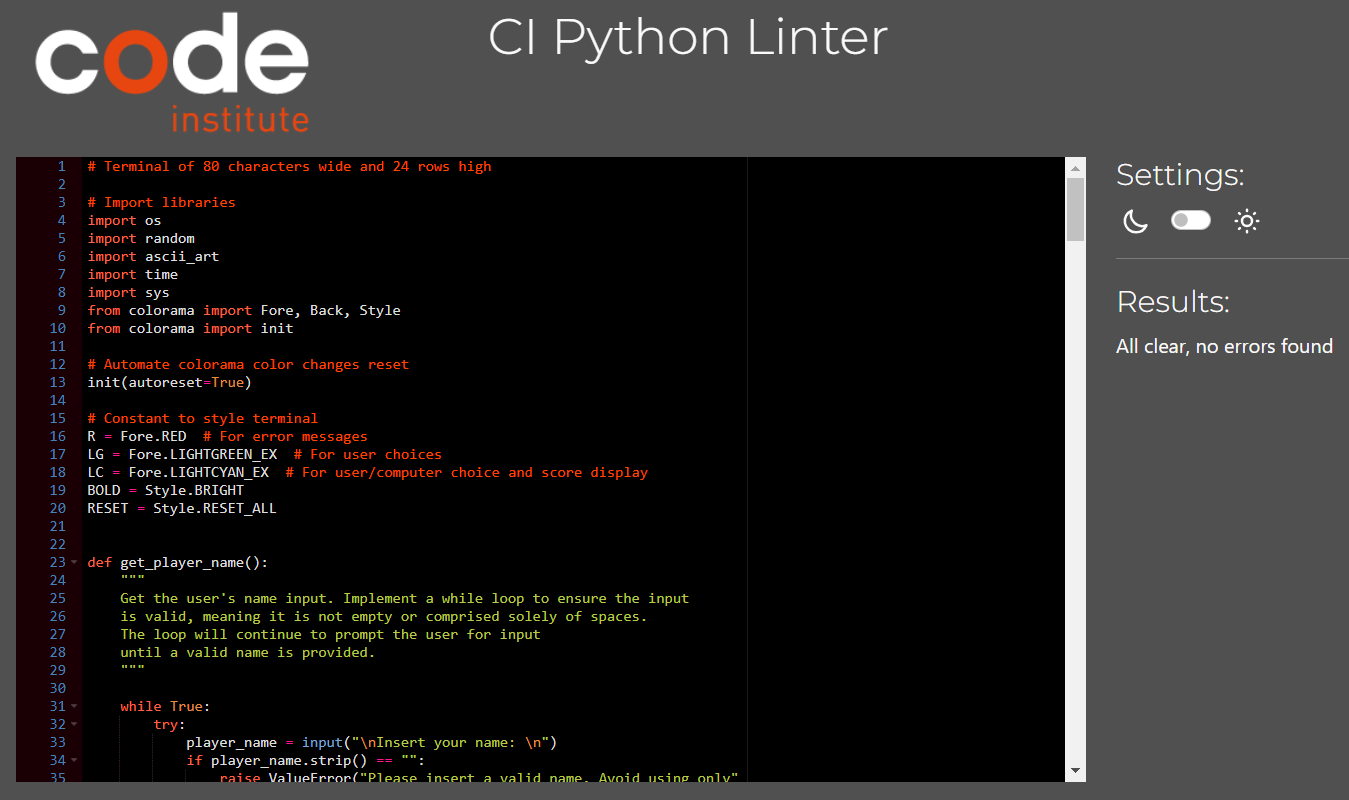 code
institute
CI Python Linter
1 # Terminal of 80 characters wide and 24 rows high
2
3 # Import libraries
4 import os
5 import random
6 import ascii_art
7 import time
8 import sys
9 from colorama import Fore, Back, Style
10 from colorama import init
11
12 # Automate colorama color changes reset
13 init(autoreset=True)
14
15 # Constant to style terminal
16 R = Fore.RED  # For error messages
17 LG = Fore.LIGHTGREEN_EX  # For user choices
18 LC = Fore.LIGHTCYAN_EX  # For user/computer choice and score display
19 BOLD = Style.BRIGHT
20 RESET = Style.RESET_ALL
21
22
23 def get_player_name():
24     """
25     Get the user's name input. Implement a while loop to ensure the input
26     is valid, meaning it is not empty or comprised solely of spaces.
27     The loop will continue to prompt the user for input
28     until a valid name is provided.
29     """
30
31     while True:
32         try:
33             player_name = input("\nInsert your name: \n")
34             if player_name.strip() == "":
35                 raise ValueError("Please insert a valid name. Avoid using only"
Settings:
Results:
All clear, no errors found